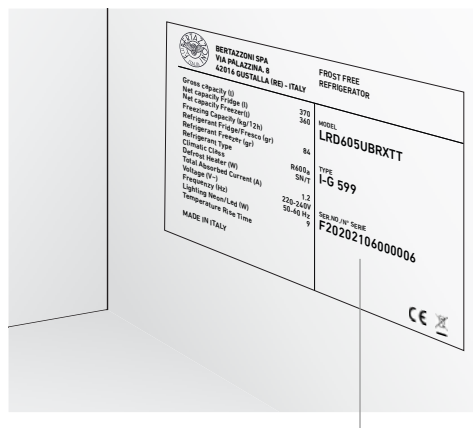 BERTAZZONI
ITALIA
BERTAZZONI SPA
VIA PALAZZINA, 8
42016 GUSTALLA (RE) - ITALY
FROST FREE
REFRIGERATOR
Gross capacity (l) 370
Net capacity Fridge (l) 360
Net capacity Freezer(l)
Freezing Capacity (kg/12h)
Refrigerant Fridge/Fresco (gr) 84
Refrigerant Freezer (gr)
Refrigerant Type R600a
Climatic Class SN/T
Defrost Heater (W)
Total Absorbed Current (A) 1.2
Voltage (V~) 220-240V
Frequency (Hz) 50-60 Hz
Lighting Neon/Led (W) 9
Temperature Rise Time
MADE IN ITALY
MODEL
LRD605UBRXTT
TYPE
I-G 599
SER.NO./N° SERIE
F20202106000006
CE